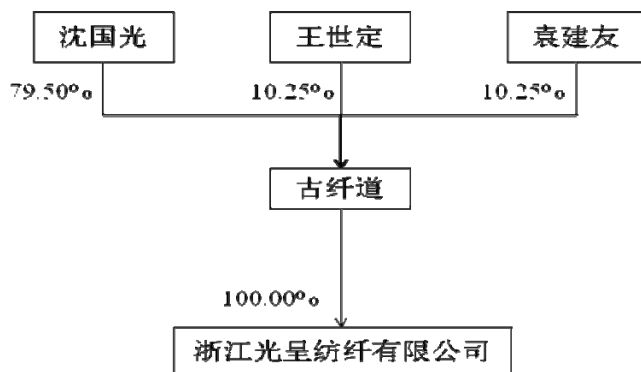 沈国光 王世定 袁建友
79.50% 10.25% 10.25%
古纤道
100.00%
浙江光呈纺纤有限公司